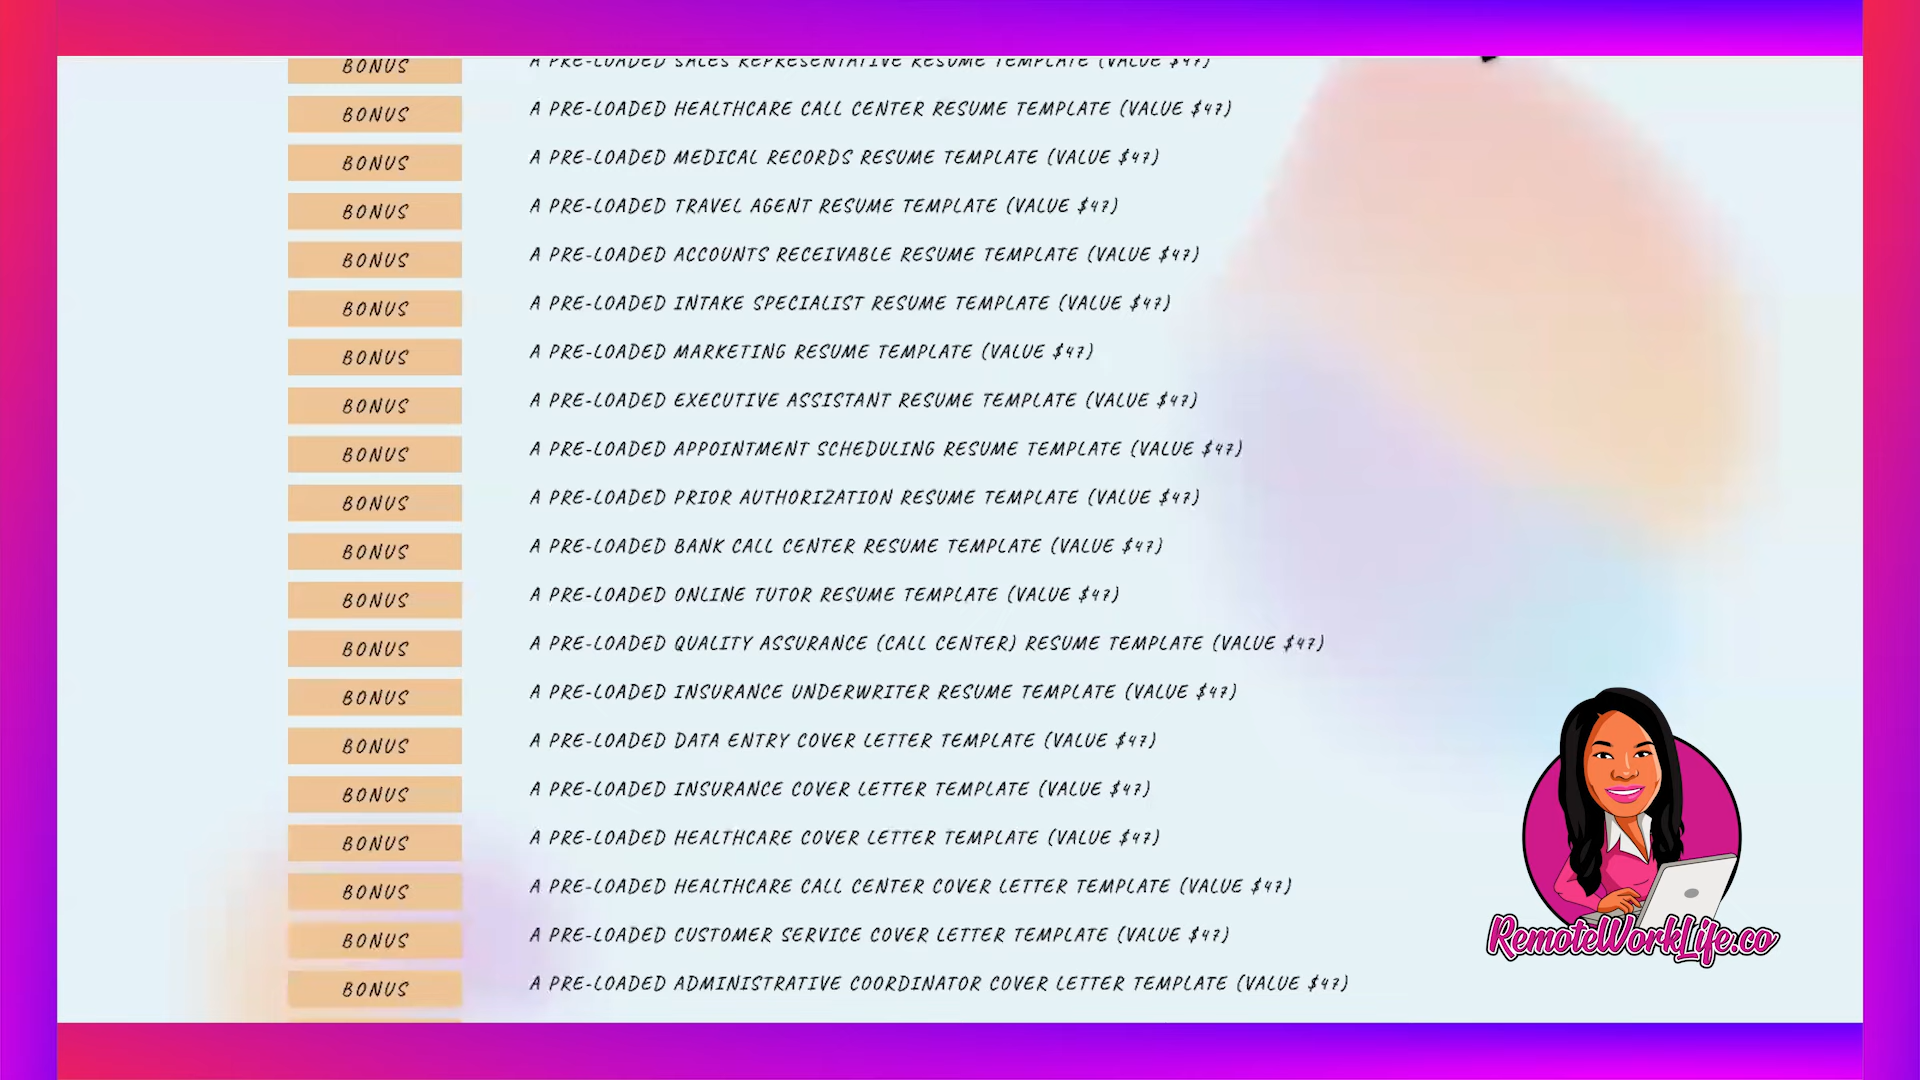 BONUS A PRE-LOADED SALES REPRESENTATIVE RESUME TEMPLATE (VALUE $47)
BONUS A PRE-LOADED HEALTHCARE CALL CENTER RESUME TEMPLATE (VALUE $47)
BONUS A PRE-LOADED MEDICAL RECORDS RESUME TEMPLATE (VALUE $47)
BONUS A PRE-LOADED TRAVEL AGENT RESUME TEMPLATE (VALUE $47)
BONUS A PRE-LOADED ACCOUNTS RECEIVABLE RESUME TEMPLATE (VALUE $47)
BONUS A PRE-LOADED INTAKE SPECIALIST RESUME TEMPLATE (VALUE $47)
BONUS A PRE-LOADED MARKETING RESUME TEMPLATE (VALUE $47)
BONUS A PRE-LOADED EXECUTIVE ASSISTANT RESUME TEMPLATE (VALUE $47)
BONUS A PRE-LOADED APPOINTMENT SCHEDULING RESUME TEMPLATE (VALUE $47)
BONUS A PRE-LOADED PRIOR AUTHORIZATION RESUME TEMPLATE (VALUE $47)
BONUS A PRE-LOADED BANK CALL CENTER RESUME TEMPLATE (VALUE $47)
BONUS A PRE-LOADED ONLINE TUTOR RESUME TEMPLATE (VALUE $47)
BONUS A PRE-LOADED QUALITY ASSURANCE (CALL CENTER) RESUME TEMPLATE (VALUE $47)
BONUS A PRE-LOADED INSURANCE UNDERWRITER RESUME TEMPLATE (VALUE $47)
BONUS A PRE-LOADED DATA ENTRY COVER LETTER TEMPLATE (VALUE $47)
BONUS A PRE-LOADED INSURANCE COVER LETTER TEMPLATE (VALUE $47)
BONUS A PRE-LOADED HEALTHCARE COVER LETTER TEMPLATE (VALUE $47)
BONUS A PRE-LOADED HEALTHCARE CALL CENTER COVER LETTER TEMPLATE (VALUE $47)
BONUS A PRE-LOADED CUSTOMER SERVICE COVER LETTER TEMPLATE (VALUE $47)
BONUS A PRE-LOADED ADMINISTRATIVE COORDINATOR COVER LETTER TEMPLATE (VALUE $47)
RemoteWorkLife.co